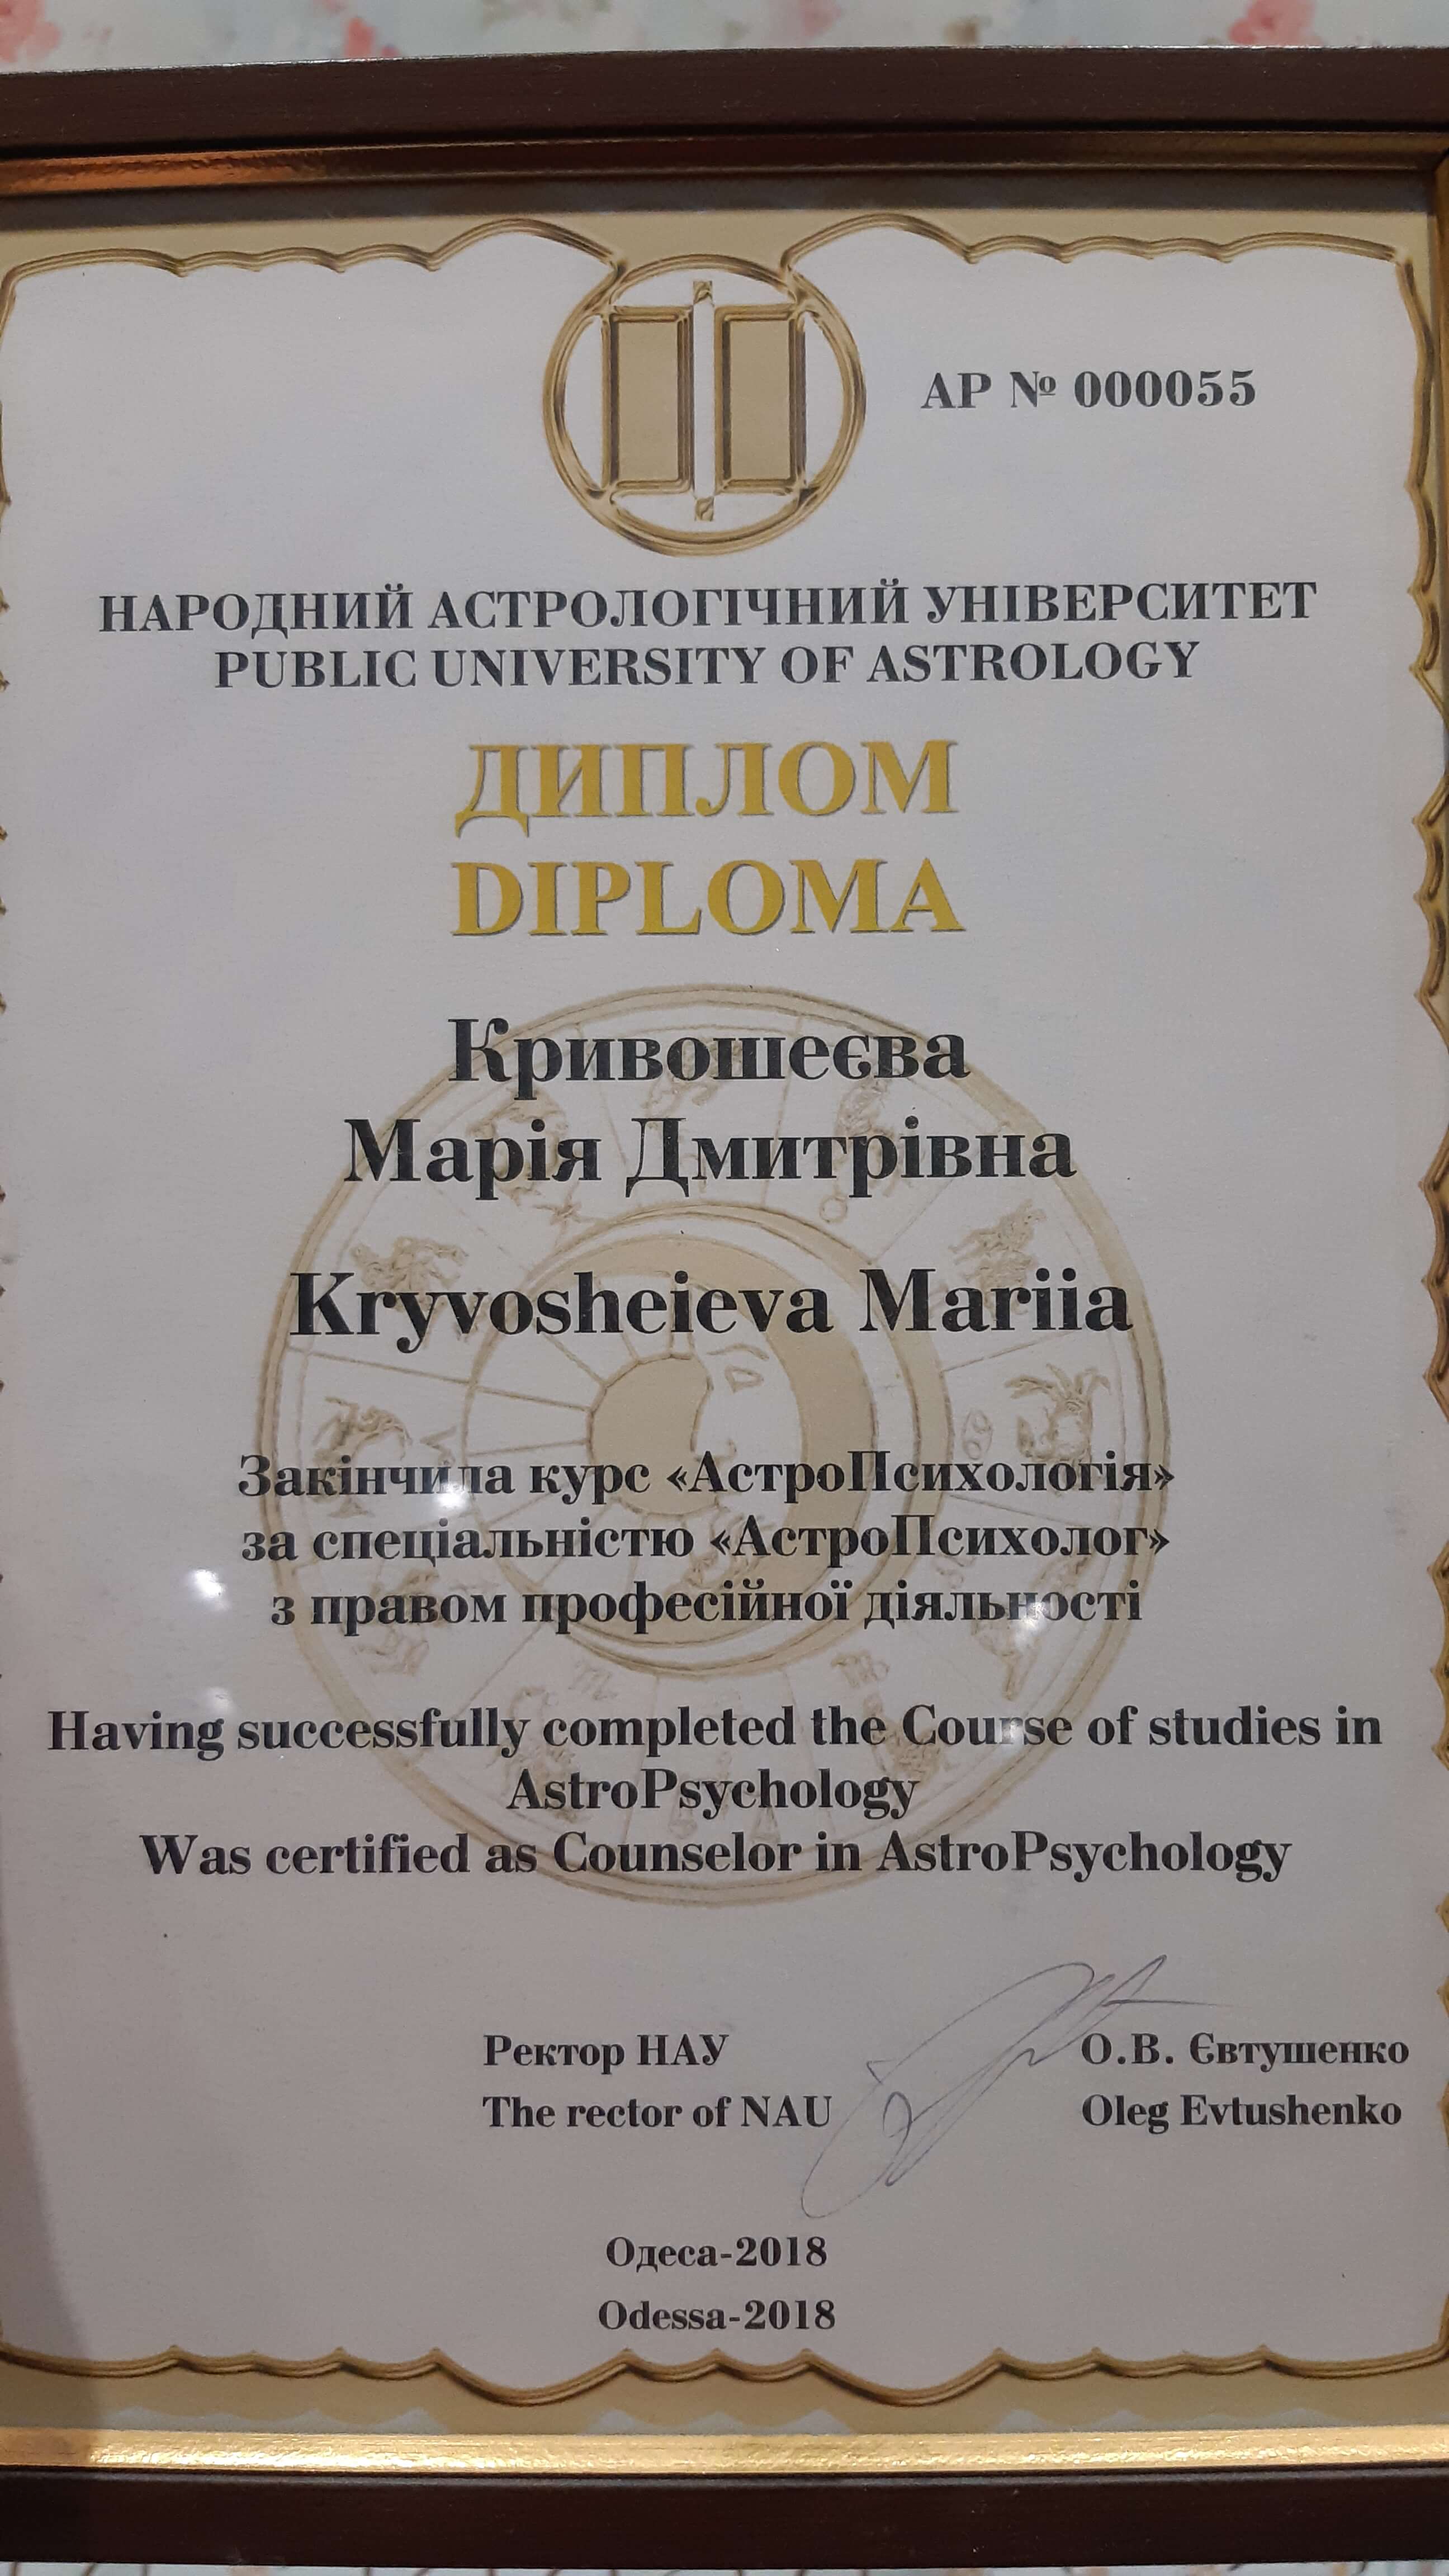 АР № 000055
НАРОДНИЙ АСТРОЛОГІЧНИЙ УНІВЕРСИТЕТ
PUBLIC UNIVERSITY OF ASTROLOGY
ДИПЛОМ
DIPLOMA
Кривошеєва
Марія Дмитрівна
Kryvosheieva Mariia
Закінчила курс «АстроПсихологія»
за спеціальністю «АстроПсихолог»
з правом професійної діяльності
Having successfully completed the Course of studies in
AstroPsychology
Was certified as Counselor in AstroPsychology
Ректор НАУ О.В. Євтушенко
The rector of NAU Oleg Evtushenko
Одеса-2018
Odessa-2018